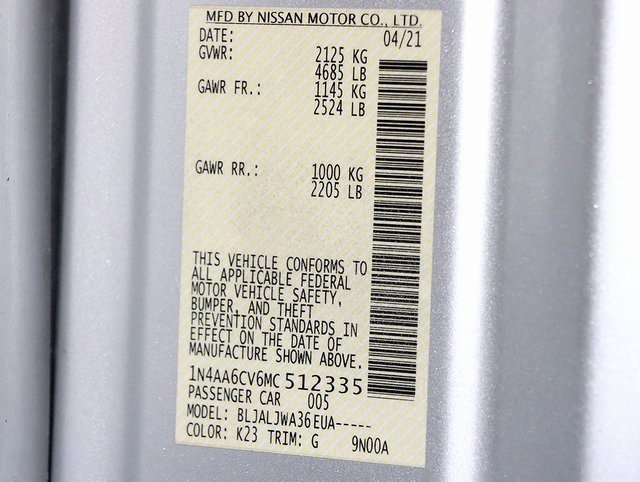 MFD BY NISSAN MOTOR CO., LTD.
DATE: 04/21
GVWR: 2125 KG
4685 LB
GAWR FR.: 1145 KG
2524 LB
GAWR RR.: 1000 KG
2205 LB
THIS VEHICLE CONFORMS TO
ALL APPLICABLE FEDERAL
MOTOR VEHICLE SAFETY,
BUMPER, AND THEFT
PREVENTION STANDARDS IN
EFFECT ON THE DATE OF
MANUFACTURE SHOWN ABOVE.
1N4AA6CV6MC512335
PASSENGER CAR 005
MODEL: BLJALJWA36EUA-----
COLOR: K23 TRIM: G 9N00A